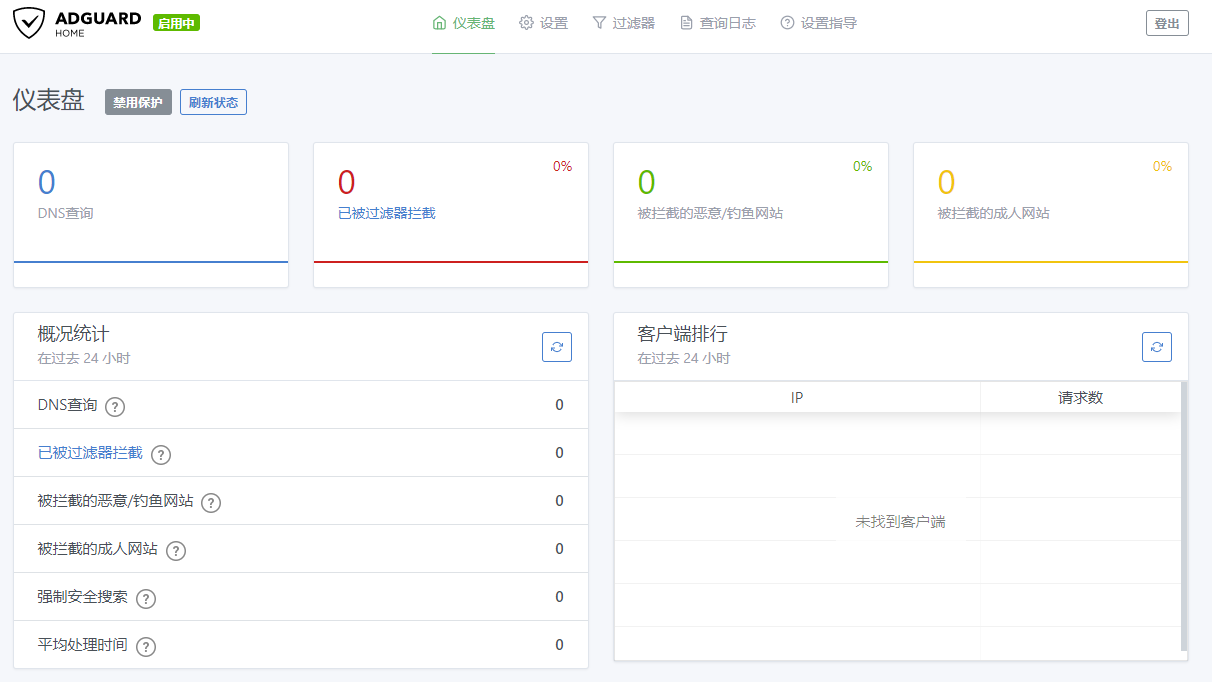 ADGUARD
HOME
启用中
仪表盘
设置
过滤器
查询日志
设置指导
登出
仪表盘
禁用保护
刷新状态
0
DNS查询
0%
0
已被过滤器拦截
0%
0
被拦截的恶意/钓鱼网站
0%
0
被拦截的成人网站
概况统计
在过去 24 小时
DNS查询 ? 0
已被过滤器拦截 ? 0
被拦截的恶意/钓鱼网站 ? 0
被拦截的成人网站 ? 0
强制安全搜索 ? 0
平均处理时间 ? 0
客户端排行
在过去 24 小时
IP 请求数
未找到客户端